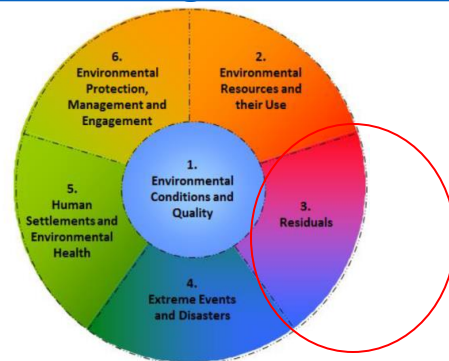 1.
Environmental
Conditions and
Quality
2.
Environmental
Resources and
their Use
3.
Residuals
4.
Extreme Events
and Disasters
5.
Human
Settlements and
Environmental
Health
6.
Environmental
Protection,
Management and
Engagement